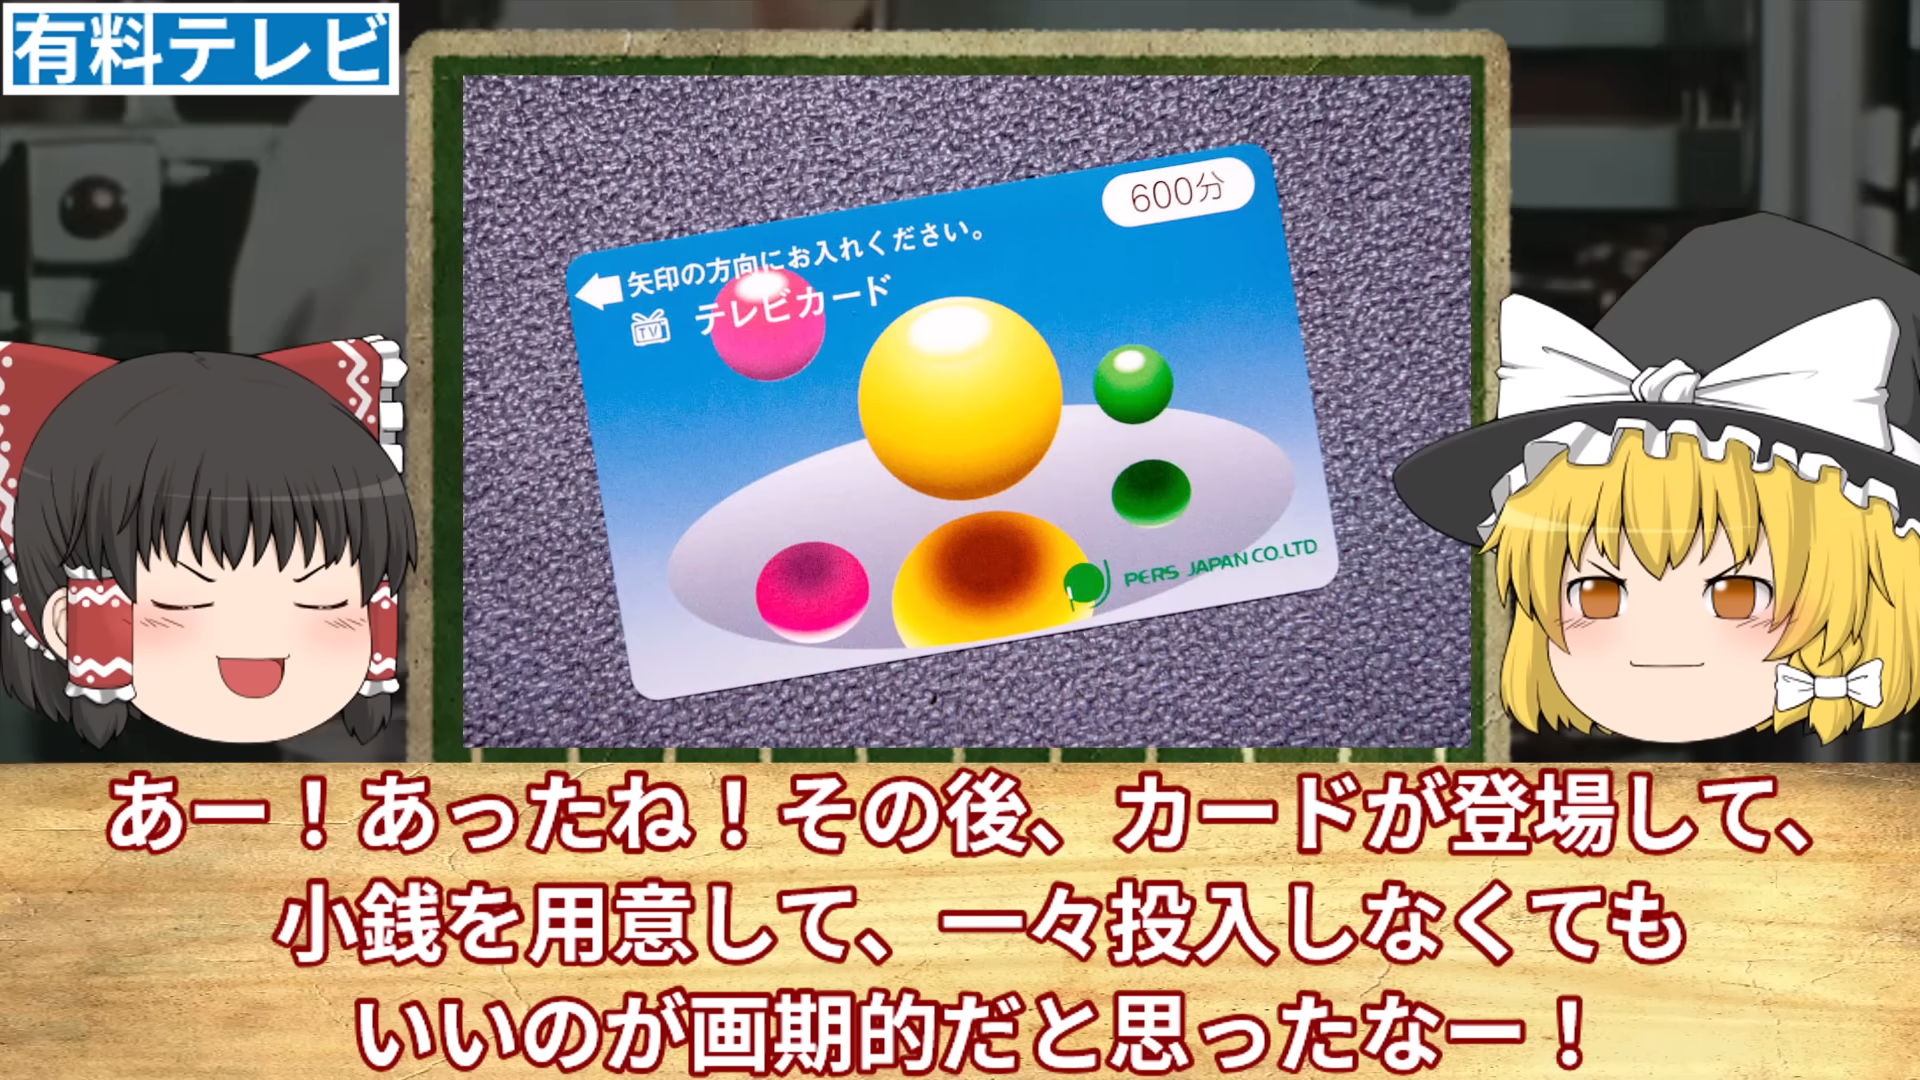 有料テレビ
600分
矢印の方向にお入れください。
TV テレビカード
PERS JAPAN CO.LTD
あー！あったね！その後、カードが登場して、
小銭を用意して、一々投入しなくても
いいのが画期的だと思ったなー！